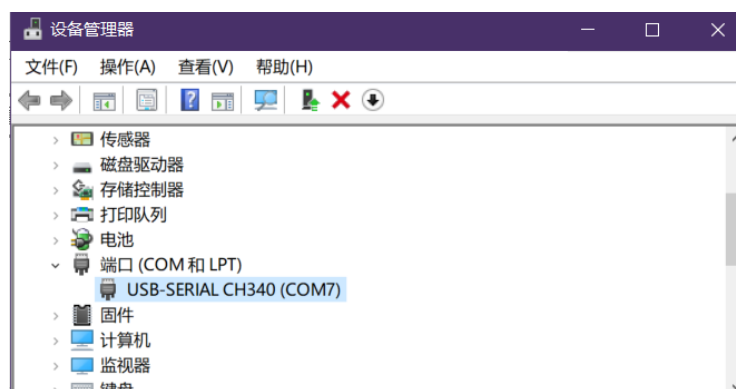 设备管理器
文件(F) 操作(A) 查看(V) 帮助(H)
传感器
磁盘驱动器
存储控制器
打印队列
电池
端口 (COM 和 LPT)
USB-SERIAL CH340 (COM7)
固件
计算机
监视器
键盘